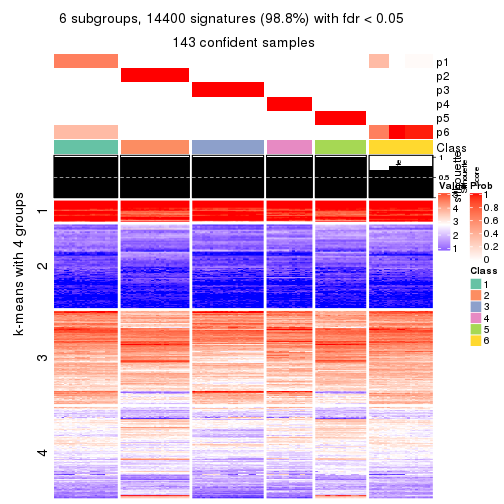 6 subgroups, 14400 signatures (98.8%) with fdr < 0.05
143 confident samples
p1
p2
p3
p4
p5
p6
Class
1
0.5
silhouette
score
k-means with 4 groups
1
2
3
4
Value
4
3
2
1
Prob
1
0.8
0.6
0.4
0.2
0
Class
1
2
3
4
5
6